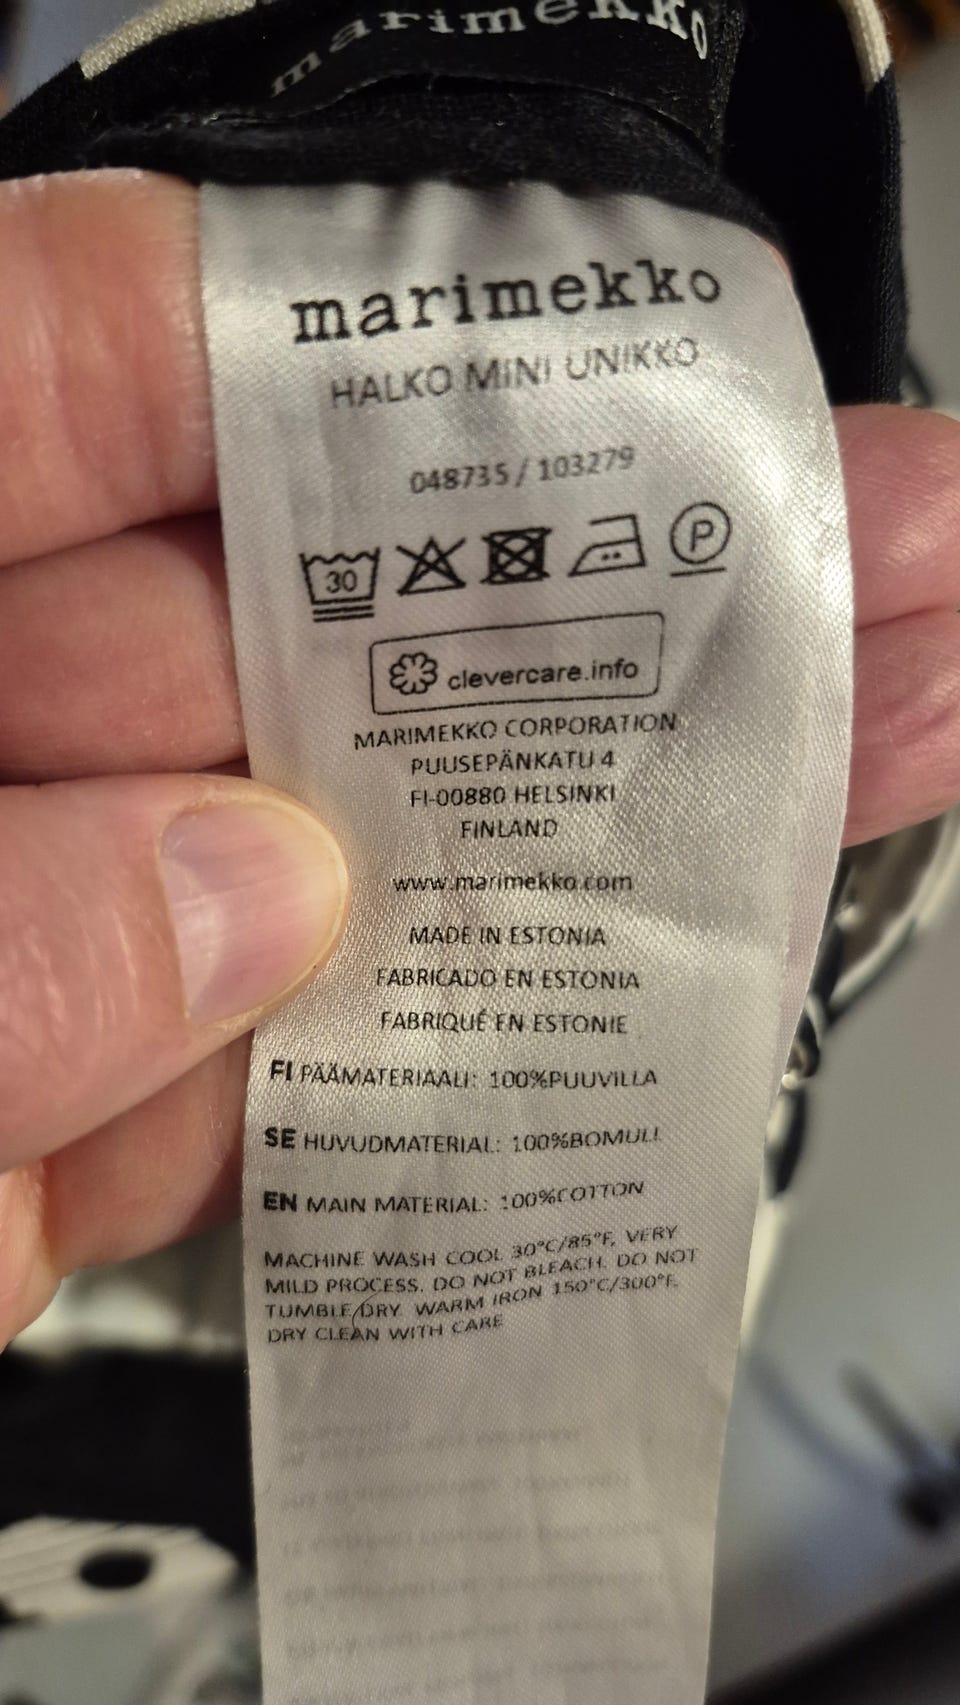 marimekko
marimekko
HALKO MINI UNIKKO
048735 / 103279
30
P
clevercare.info
MARIMEKKO CORPORATION
PUUSEPÄNKATU 4
FI-00880 HELSINKI
FINLAND
www.marimekko.com
MADE IN ESTONIA
FABRICADO EN ESTONIA
FABRIQUÉ EN ESTONIE
FI PÄÄMATERIAALI: 100%PUUVILLA
SE HUVUDMATERIAL: 100%BOMULL
EN MAIN MATERIAL: 100%COTTON
MACHINE WASH COOL 30°C/85°F, VERY
MILD PROCESS. DO NOT BLEACH. DO NOT
TUMBLE DRY. WARM IRON 150°C/300°F.
DRY CLEAN WITH CARE